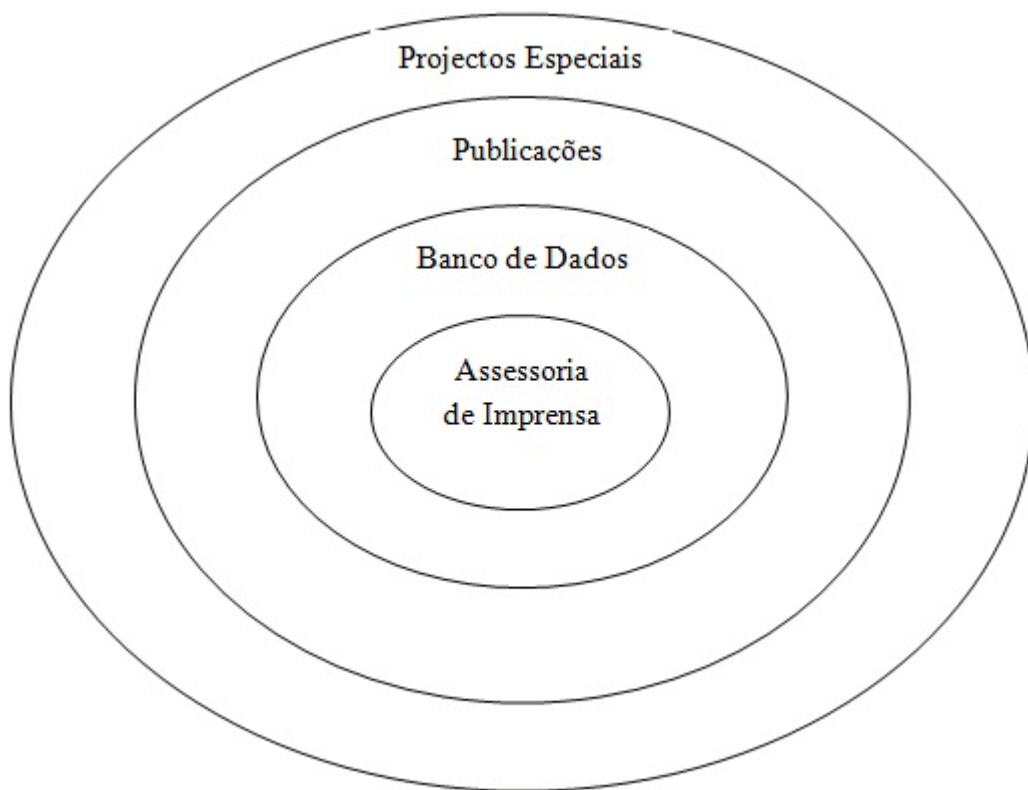 Projectos Especiais
Publicações
Banco de Dados
Assessoria
de Imprensa